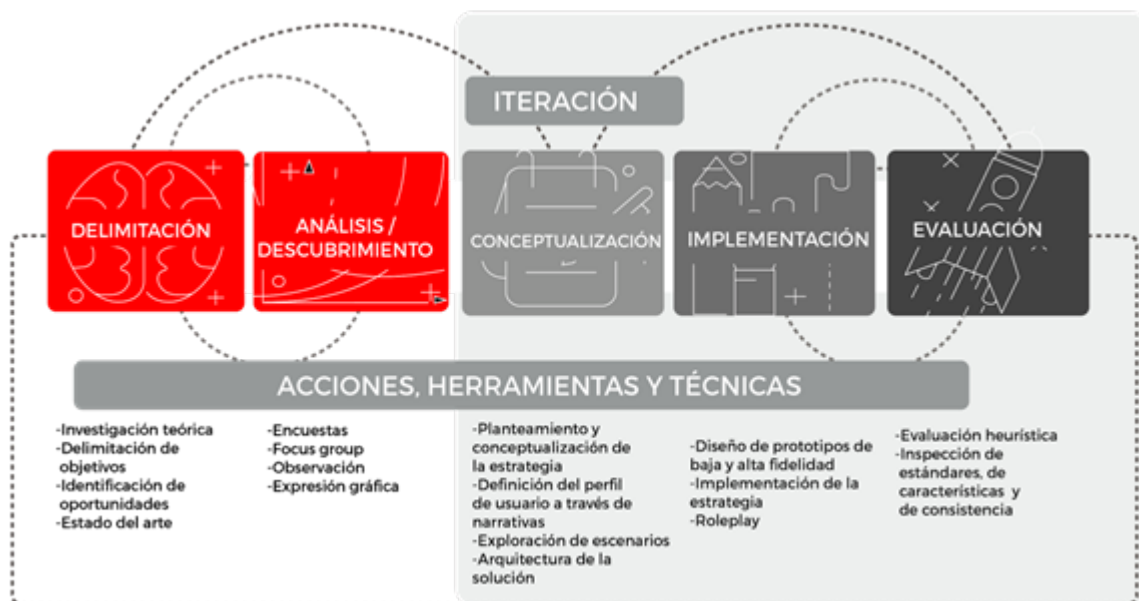 ITERACIÓN
DELIMITACIÓN
ANÁLISIS /
DESCUBRIMIENTO
CONCEPTUALIZACIÓN
IMPLEMENTACIÓN
EVALUACIÓN
ACCIONES, HERRAMIENTAS Y TÉCNICAS
-Investigación teórica
-Delimitación de
objetivos
-Identificación de
oportunidades
-Estado del arte
-Encuestas
-Focus group
-Observación
-Expresión gráfica
-Planteamiento y
conceptualización de
la estrategia
-Definición del perfil
de usuario a través de
narrativas
-Exploración de escenarios
-Arquitectura de la
solución
-Diseño de prototipos de
baja y alta fidelidad
-Implementación de la
estrategia
-Roleplay
-Evaluación heurística
-Inspección de
estándares, de
características y
de consistencia